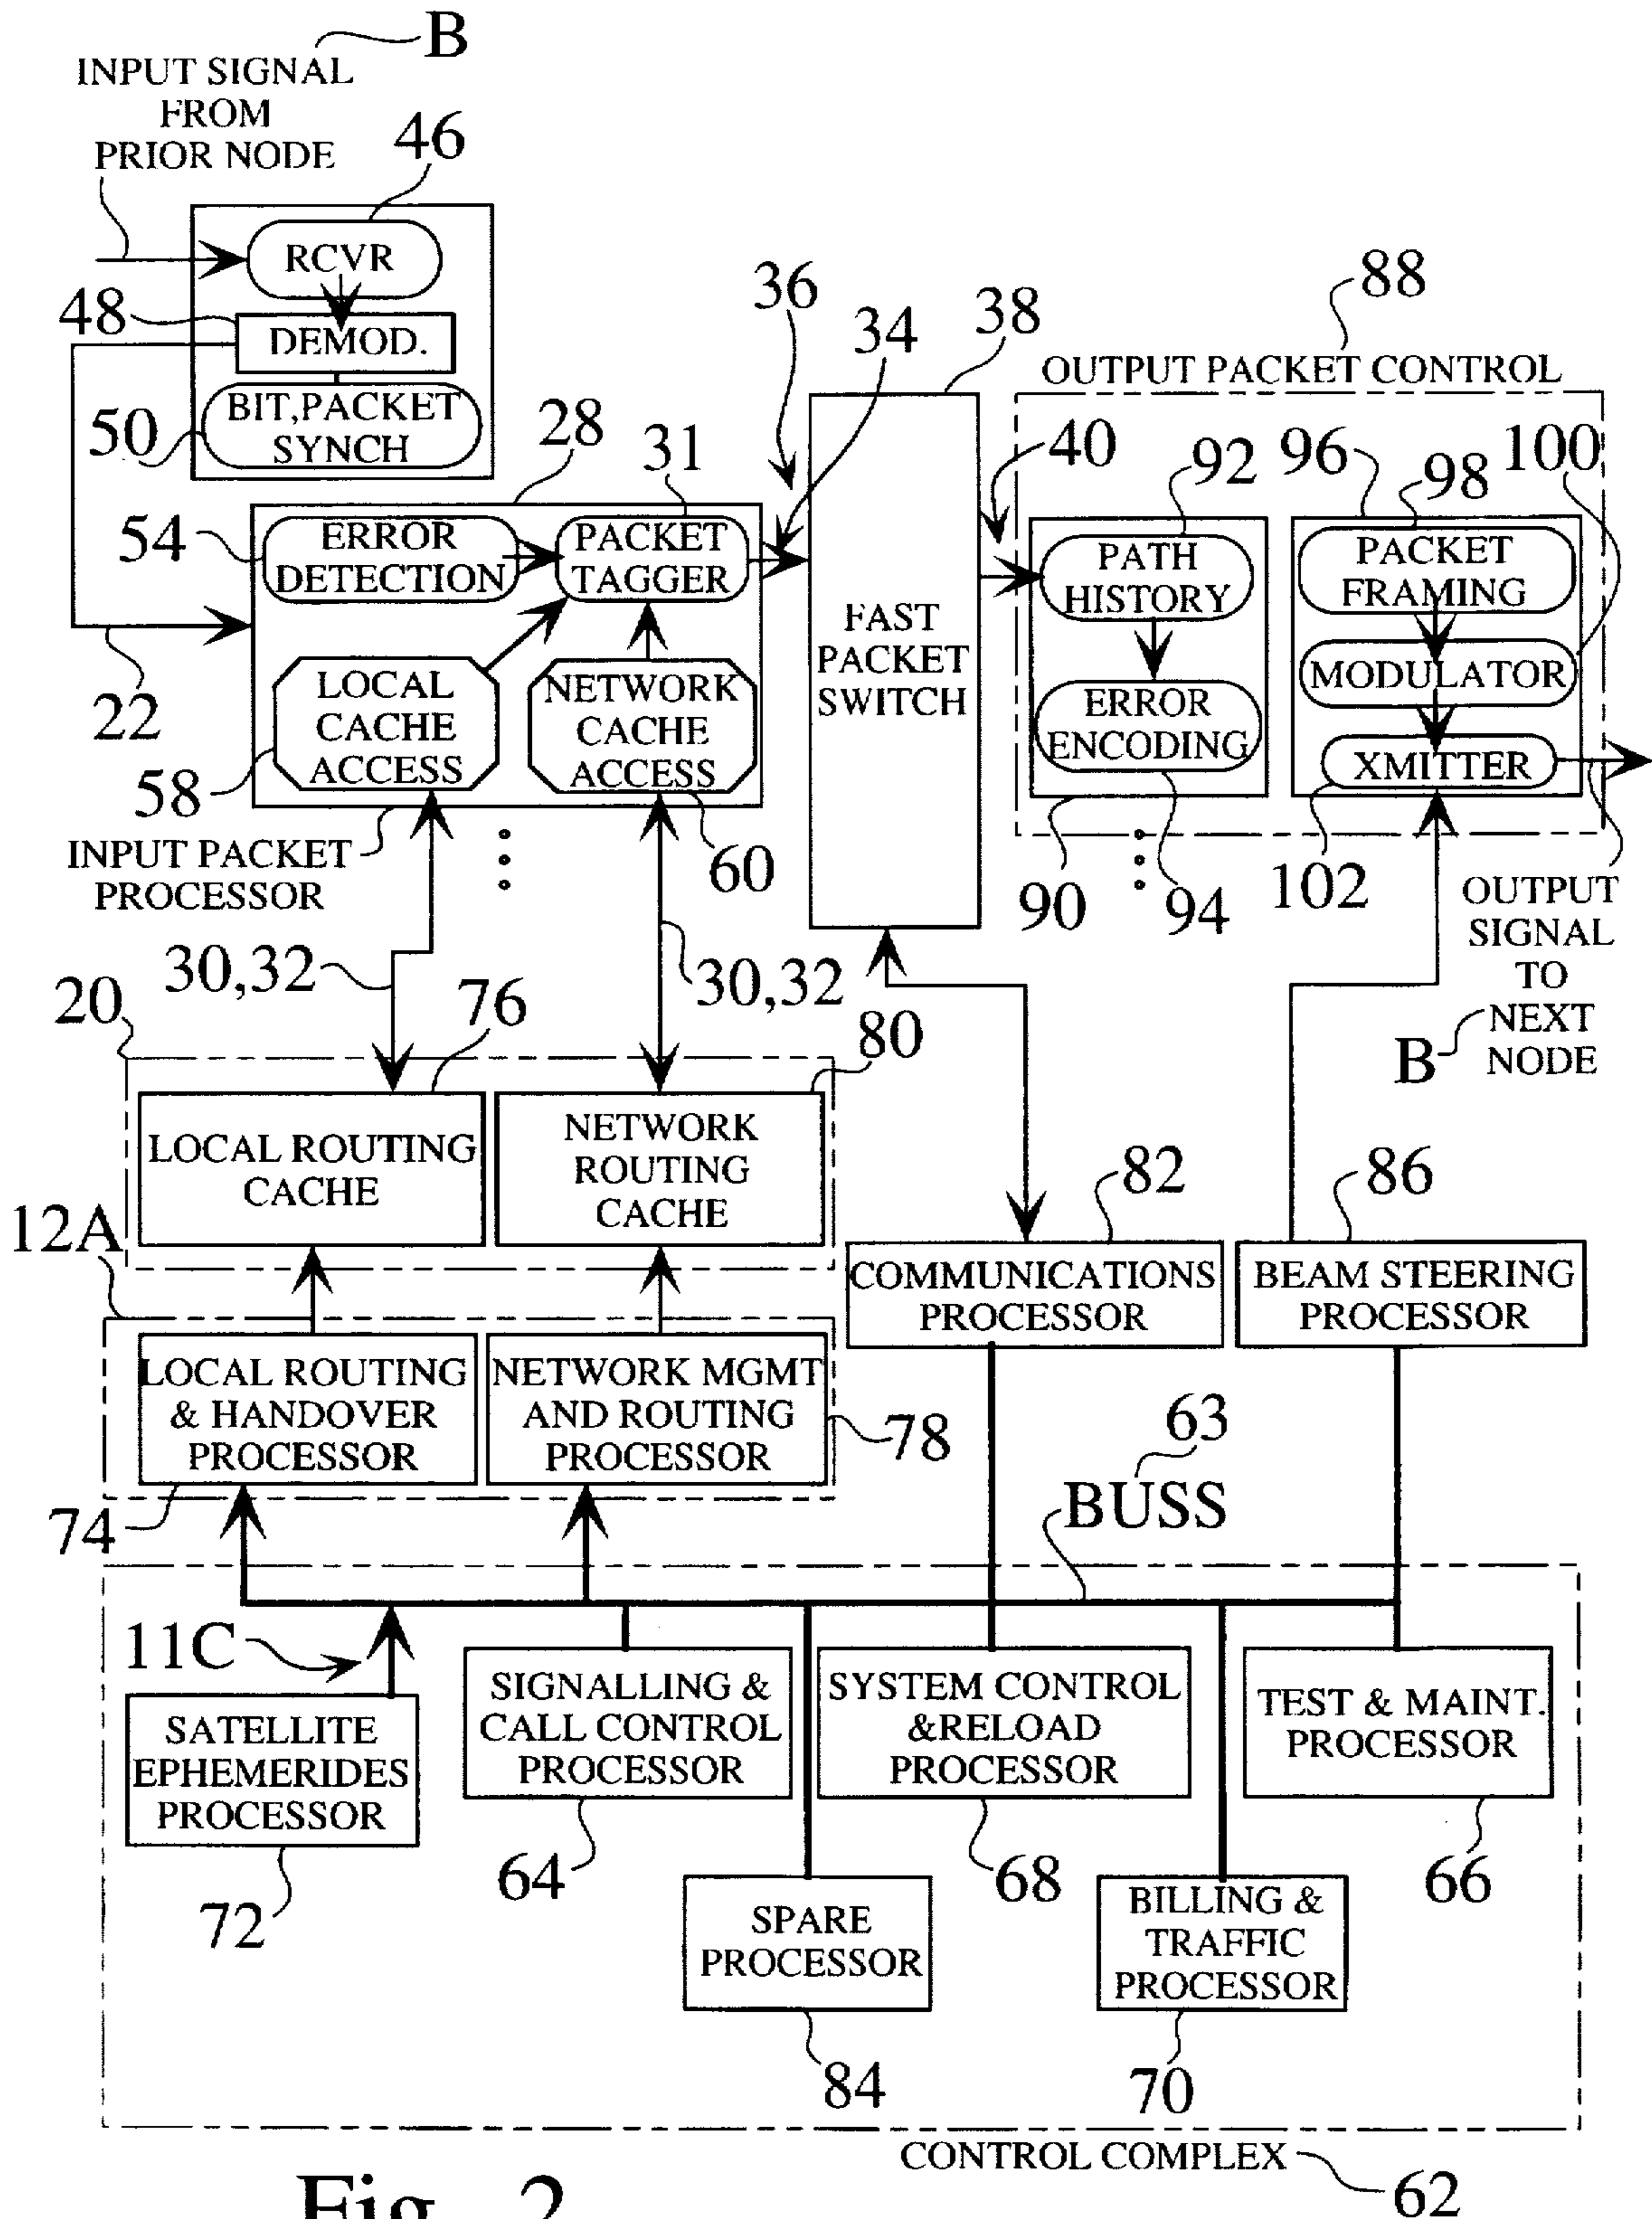 B
INPUT SIGNAL
FROM
PRIOR NODE
46
RCVR
48
DEMOD.
50
BIT,PACKET
SYNCH
36
34
38
88
OUTPUT PACKET CONTROL
28
31
40
92
96
98
100
54
ERROR
DETECTION
PACKET
TAGGER
FAST
PACKET
SWITCH
PATH
HISTORY
PACKET
FRAMING
22
LOCAL
CACHE
ACCESS
NETWORK
CACHE
ACCESS
ERROR
ENCODING
MODULATOR
XMITTER
58
60
INPUT PACKET
PROCESSOR
90
94
102
OUTPUT
SIGNAL
TO
NEXT
NODE
B
30,32
30,32
20
76
80
LOCAL ROUTING
CACHE
NETWORK
ROUTING
CACHE
82
86
12A
COMMUNICATIONS
PROCESSOR
BEAM STEERING
PROCESSOR
LOCAL ROUTING
& HANDOVER
PROCESSOR
NETWORK MGMT
AND ROUTING
PROCESSOR
78
63
BUSS
74
11C
SATELLITE
EPHEMERIDES
PROCESSOR
SIGNALLING &
CALL CONTROL
PROCESSOR
SYSTEM CONTROL
&RELOAD
PROCESSOR
TEST & MAINT.
PROCESSOR
72
64
68
66
SPARE
PROCESSOR
BILLING &
TRAFFIC
PROCESSOR
84
70
CONTROL COMPLEX
62
Fig. 2